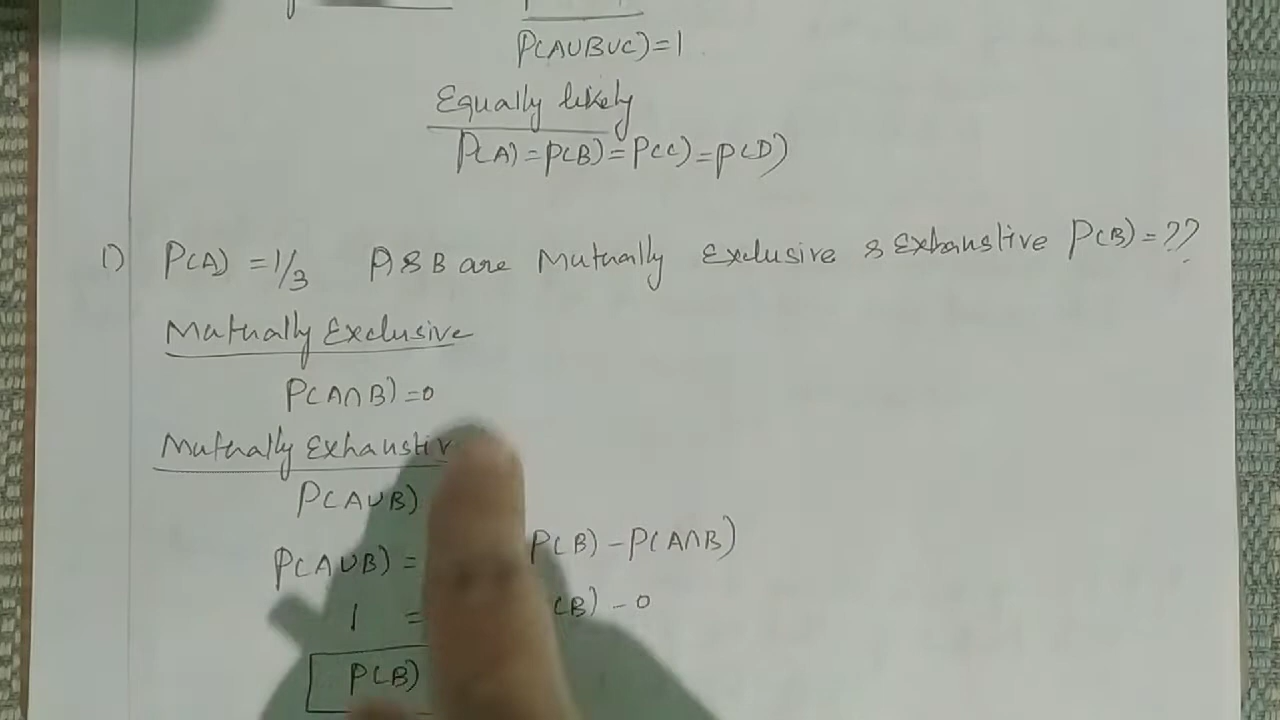 P(AUBUC)=1
Equally likely
P(A)=P(B)=P(C)=P(D)
1) P(A) = 1/3 A & B are Mutually Exclusive & Exhaustive P(B)=??
Mutually Exclusive
P(A∩B)=0
Mutually Exhaustiv
P(AUB)
P(AUB) = P(B) - P(A∩B)
1 = (B) - 0
P(B)